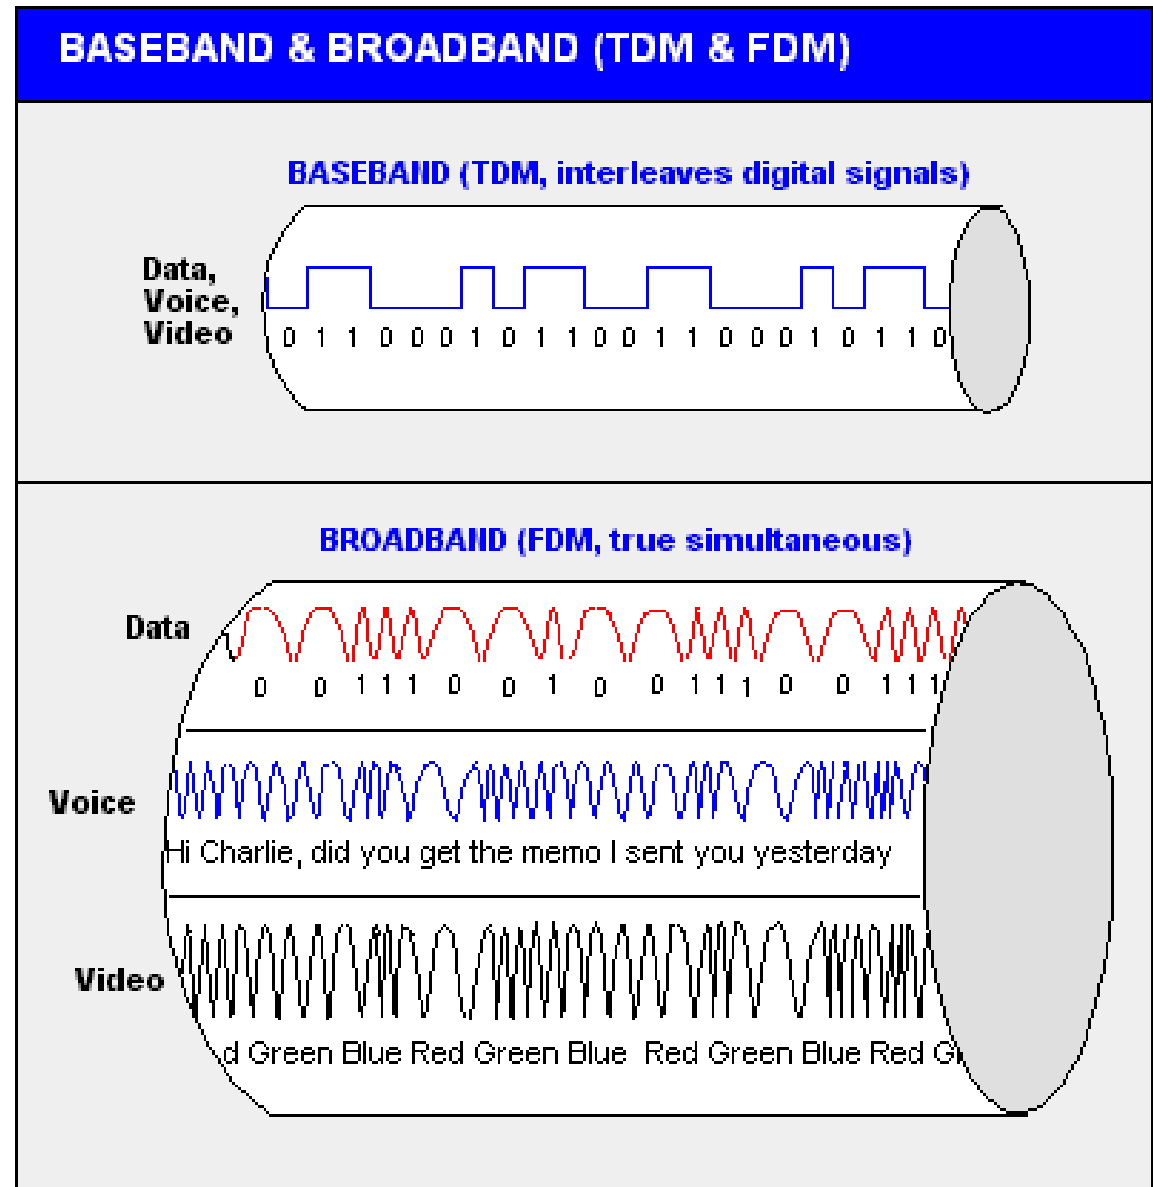 BASEBAND & BROADBAND (TDM & FDM)
BASEBAND (TDM, interleaves digital signals)
Data,
Voice,
Video
0 1 1 0 0 0 1 0 1 1 0 0 1 1 0 0 0 1 0 1 1 0
BROADBAND (FDM, true simultaneous)
Data
0 0 1 1 1 0 0 1 0 0 1 1 1 0 0 1 1 1
Voice
Hi Charlie, did you get the memo I sent you yesterday
Video
d Green Blue Red Green Blue Red Green Blue Red Gr